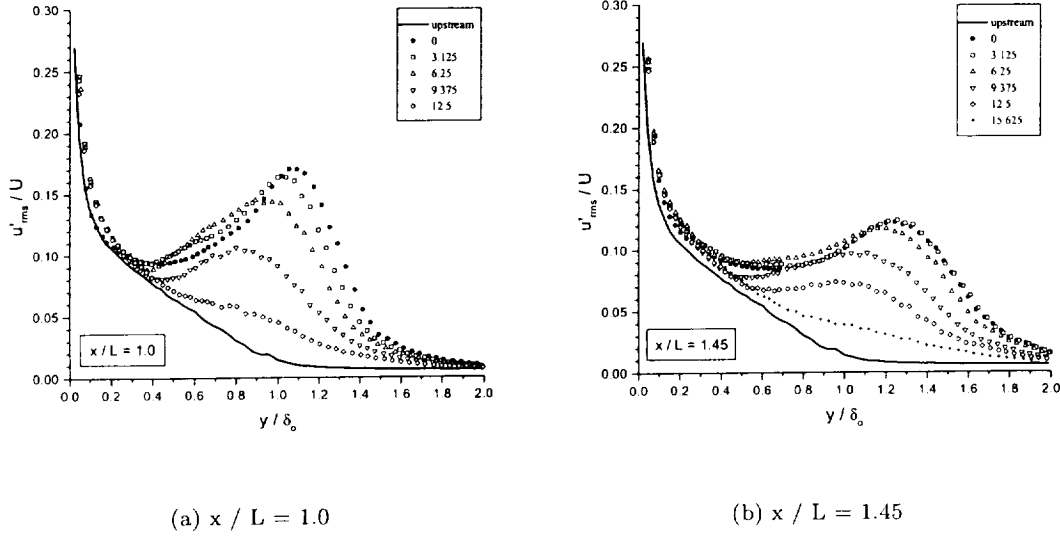 0.30
0.25
0.20
0.15
0.10
0.05
0.00
u'rms / U
upstream
0
3.125
6.25
9.375
12.5
x / L = 1.0
0.0 0.2 0.4 0.6 0.8 1.0 1.2 1.4 1.6 1.8 2.0
y / δo
(a) x / L = 1.0
0.30
0.25
0.20
0.15
0.10
0.05
0.00
u'rms / U
upstream
0
3.125
6.25
9.375
12.5
15.625
x / L = 1.45
0.0 0.2 0.4 0.6 0.8 1.0 1.2 1.4 1.6 1.8 2.0
y / δo
(b) x / L = 1.45